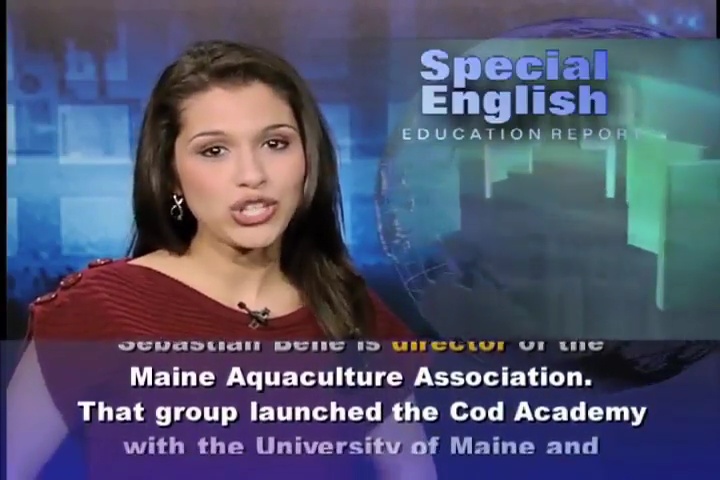 Special
English
EDUCATION REPORT
Sebastian Belle is director of the
Maine Aquaculture Association.
That group launched the Cod Academy
with the University of Maine and